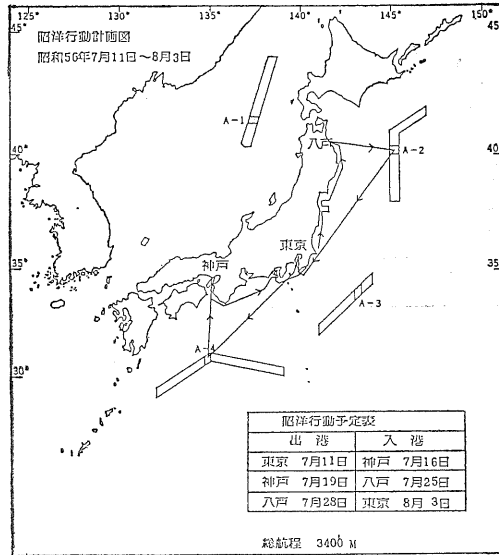 125° 130° 135° 140° 145° 150°
昭洋行動計画図
昭和56年7月11日～8月3日
A-1
八戸
A-2
40° 40°
東京
神戸
35° 35°
A-3
A-4
30° 30°
昭洋行動予定表
出港 入港
東京 7月11日 神戸 7月16日
神戸 7月19日 八戸 7月25日
八戸 7月28日 東京 8月3日
総航程 3400 M